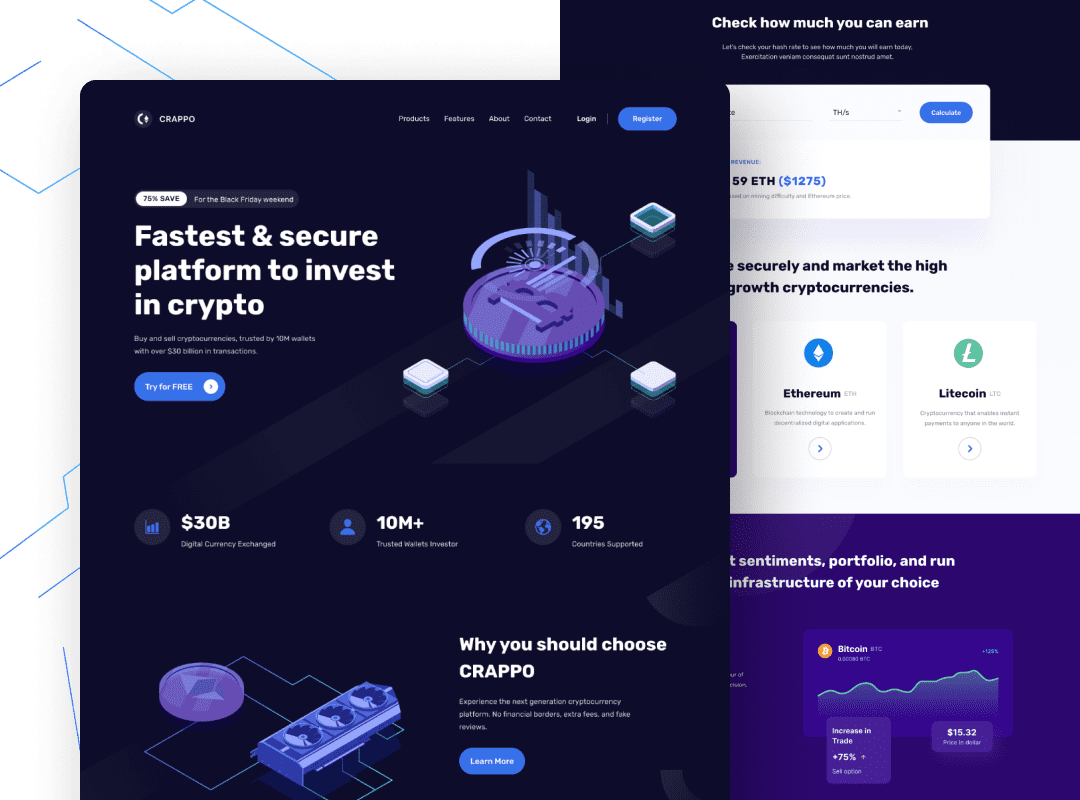 CRAPPO
Products Features About Contact Login Register
75% SAVE For the Black Friday weekend
Fastest & secure
platform to invest
in crypto
Buy and sell cryptocurrencies, trusted by 10M wallets
with over $30 billion in transactions.
Try for FREE
$30B
Digital Currency Exchanged
10M+
Trusted Wallets Investor
195
Countries Supported
Why you should choose
CRAPPO
Experience the next generation cryptocurrency
platform. No financial borders, extra fees, and fake
reviews.
Learn More
Check how much you can earn
Let's check your hash rate to see how much you will earn today,
Exercitation veniam consequat sunt nostrud amet.
TH/s Calculate
REVENUE:
59 ETH ($1275)
on mining difficulty and Ethereum price.
securely and market the high
growth cryptocurrencies.
Ethereum ETH
Blockchain technology to create and run
decentralized digital applications.
Litecoin LTC
Cryptocurrency that enables instant
payments to anyone in the world.
sentiments, portfolio, and run
infrastructure of your choice
of
Bitcoin BTC
+125%
0.00080 BTC
Increase in
Trade
+75%
Sell option
$15.32
Price in dollar